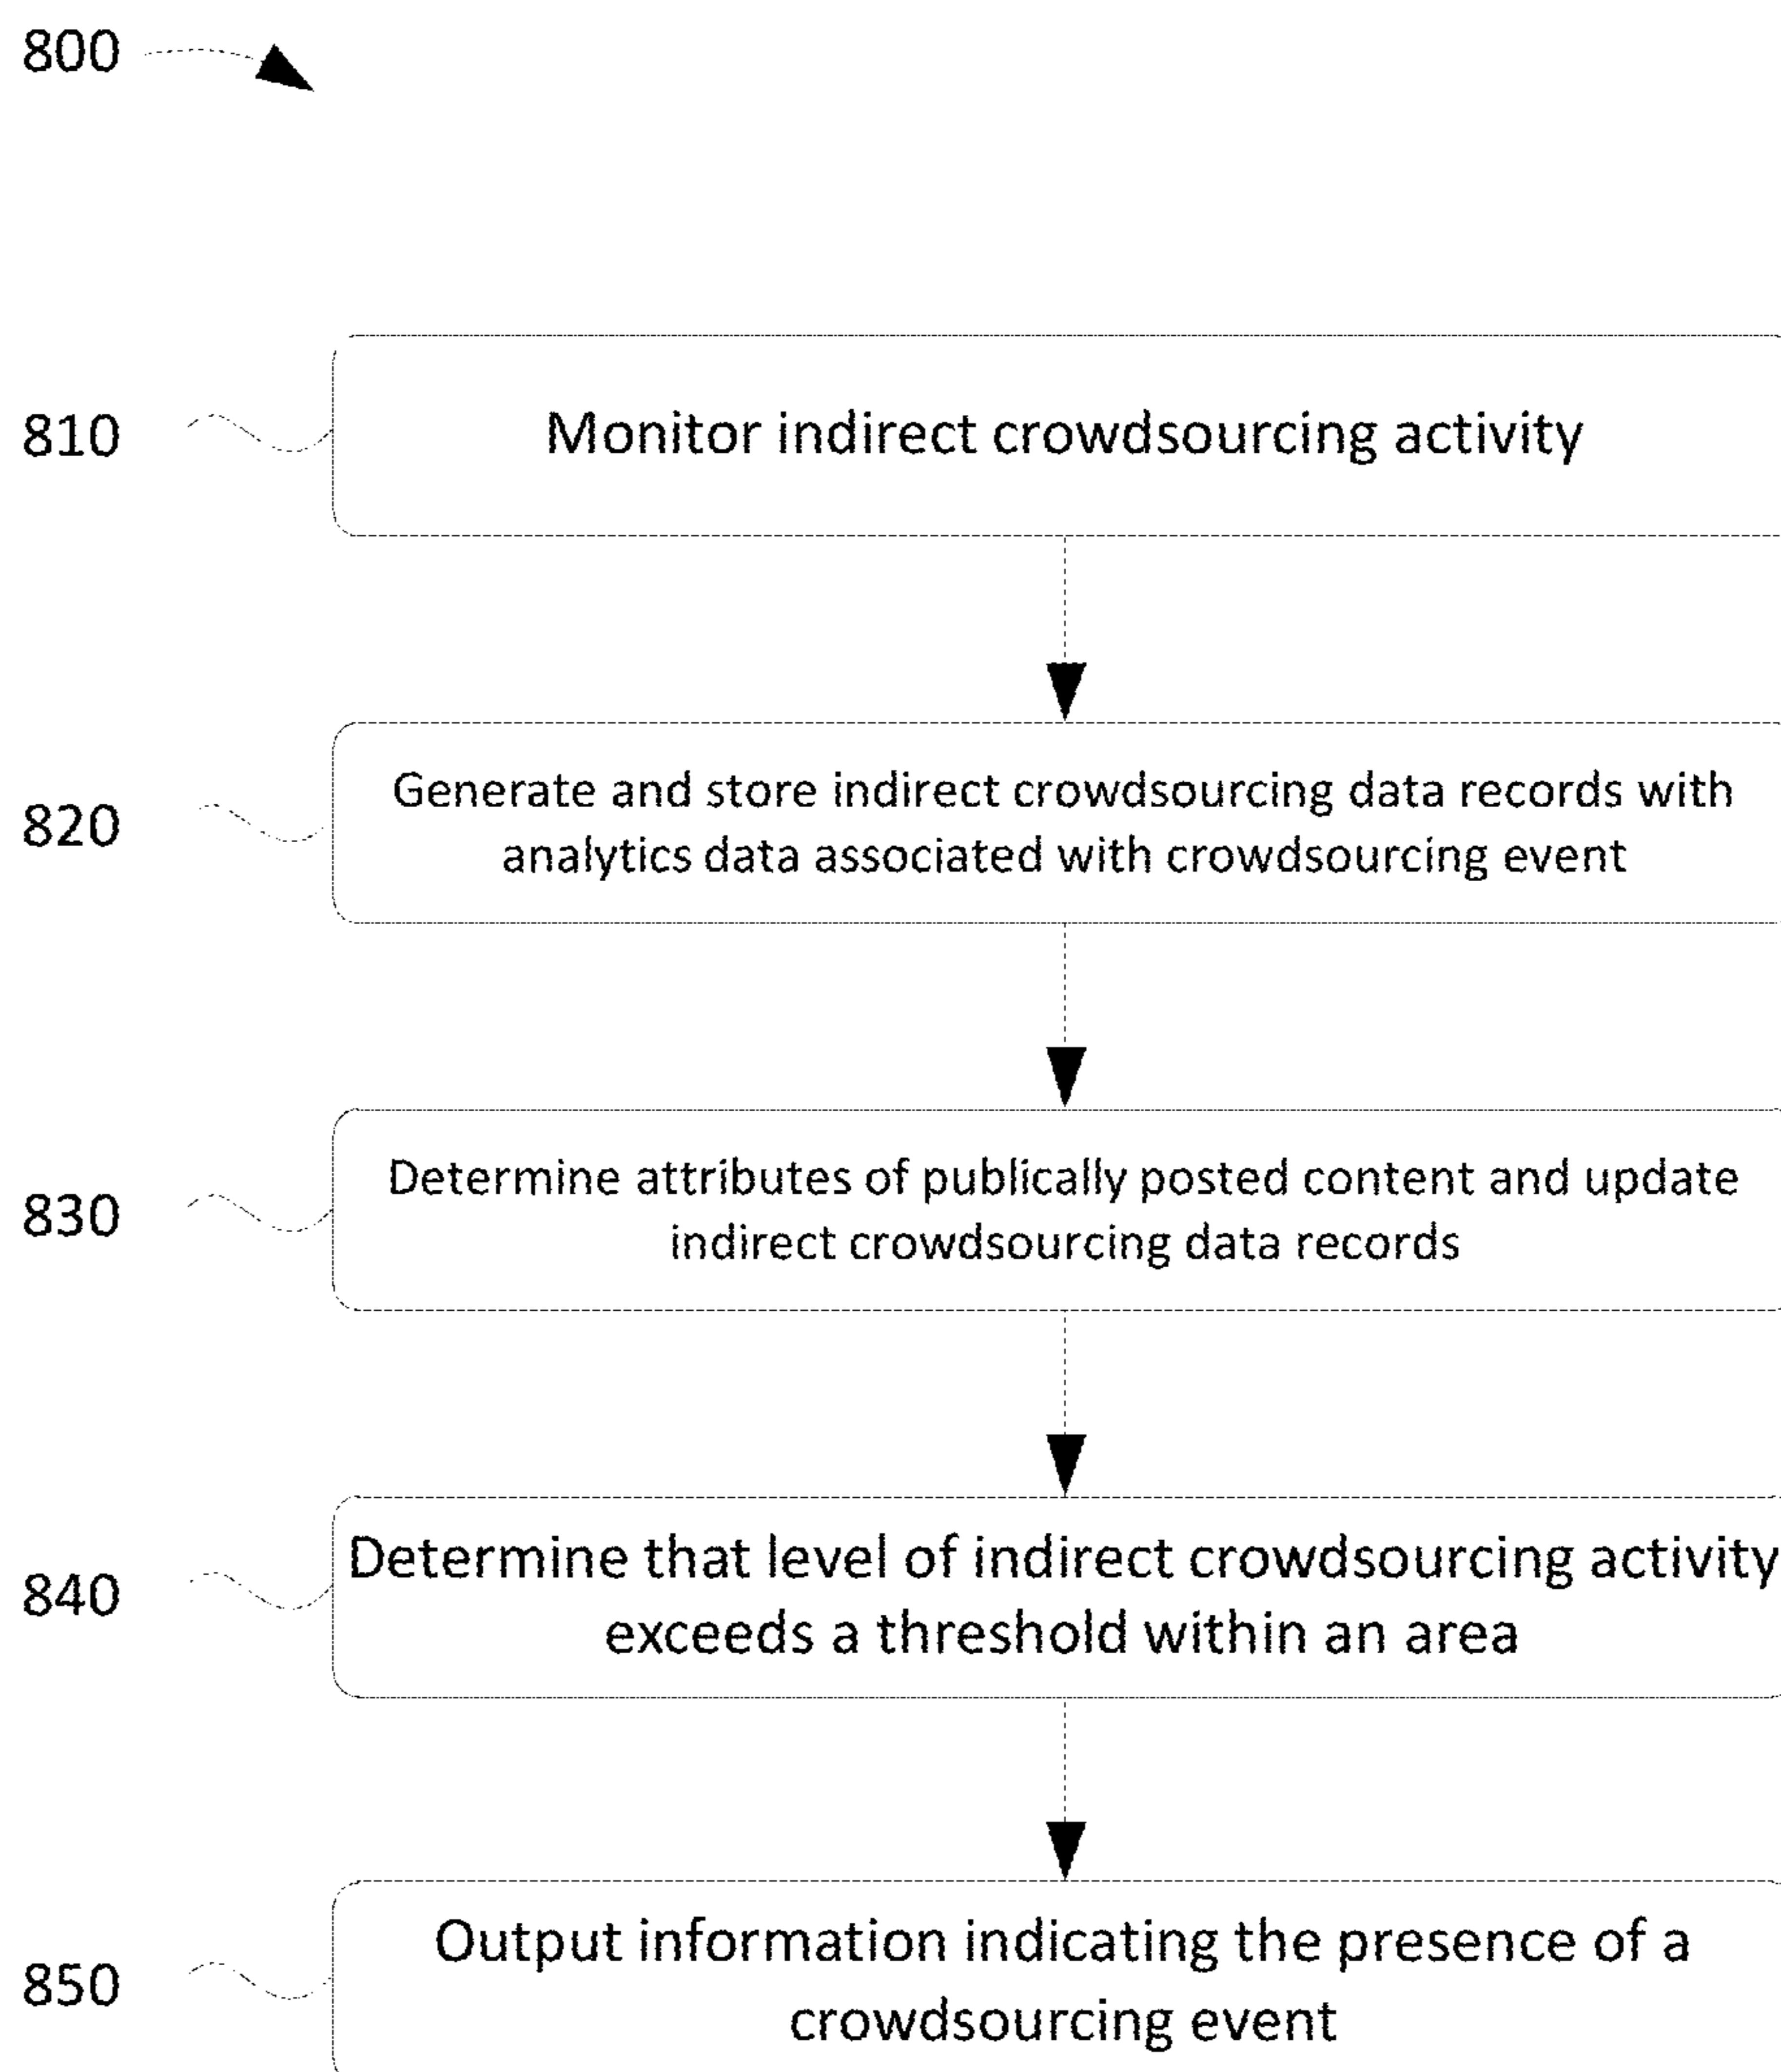 800
810
Monitor indirect crowdsourcing activity
820
Generate and store indirect crowdsourcing data records with
analytics data associated with crowdsourcing event
830
Determine attributes of publically posted content and update
indirect crowdsourcing data records
840
Determine that level of indirect crowdsourcing activity
exceeds a threshold within an area
850
Output information indicating the presence of a
crowdsourcing event